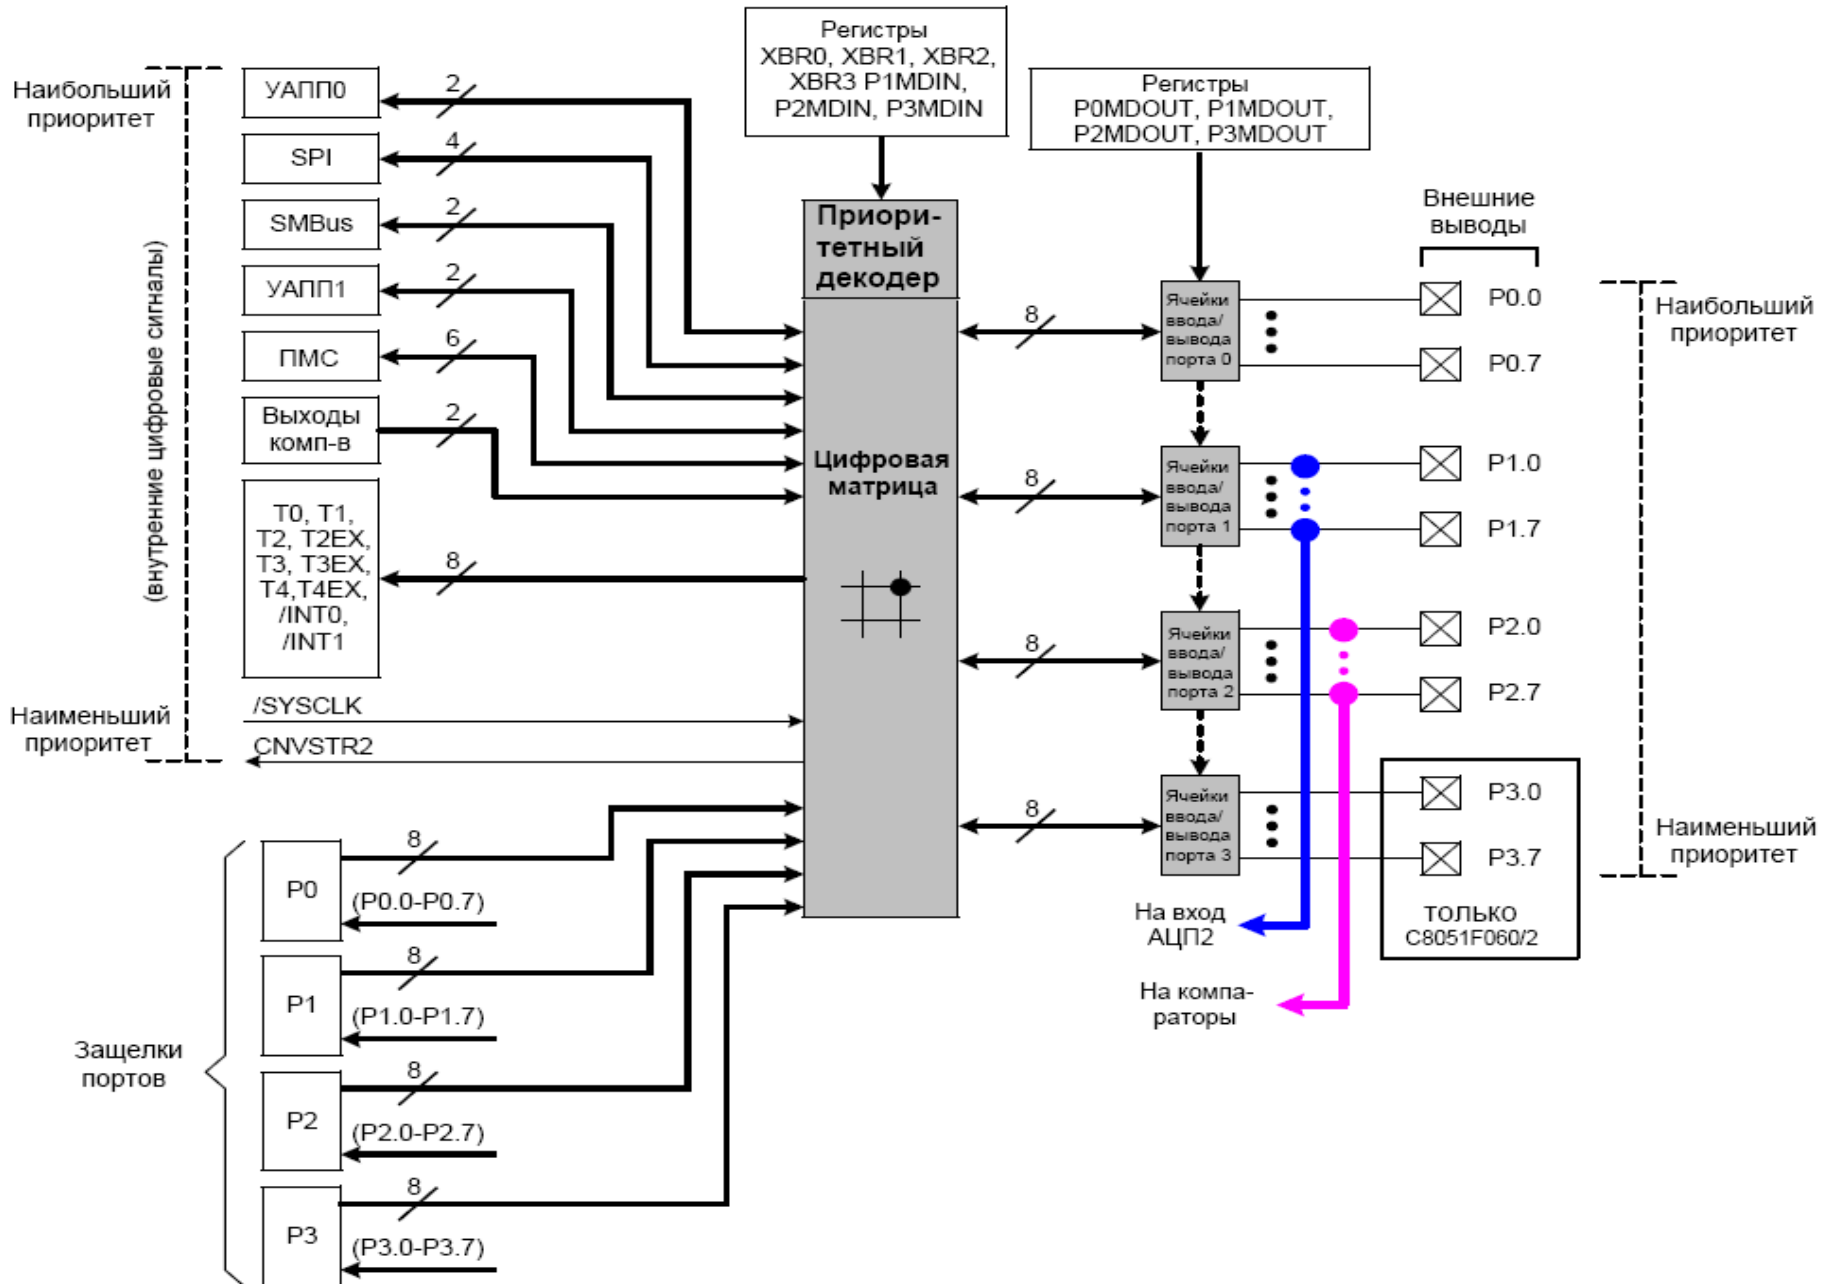 Регистры
XBR0, XBR1, XBR2,
XBR3 P1MDIN,
P2MDIN, P3MDIN
Регистры
P0MDOUT, P1MDOUT,
P2MDOUT, P3MDOUT
Наибольший
приоритет
(внутренние цифровые сигналы)
Наименьший
приоритет
УАПП0
2
SPI
4
SMBus
2
УАПП1
2
ПМС
6
Выходы
комп-в
2
T0, T1,
T2, T2EX,
T3, T3EX,
T4,T4EX,
/INT0,
/INT1
8
/SYSCLK
CNVSTR2
Приори-
тетный
декодер
Цифровая
матрица
8
8
8
8
Ячейки
ввода/
вывода
порта 0
Ячейки
ввода/
вывода
порта 1
Ячейки
ввода/
вывода
порта 2
Ячейки
ввода/
вывода
порта 3
Внешние
выводы
P0.0
P0.7
P1.0
P1.7
P2.0
P2.7
P3.0
P3.7
ТОЛЬКО
C8051F060/2
Наибольший
приоритет
Наименьший
приоритет
На вход
АЦП2
На компа-
раторы
Защелки
портов
P0
8
(P0.0-P0.7)
P1
8
(P1.0-P1.7)
P2
8
(P2.0-P2.7)
P3
8
(P3.0-P3.7)